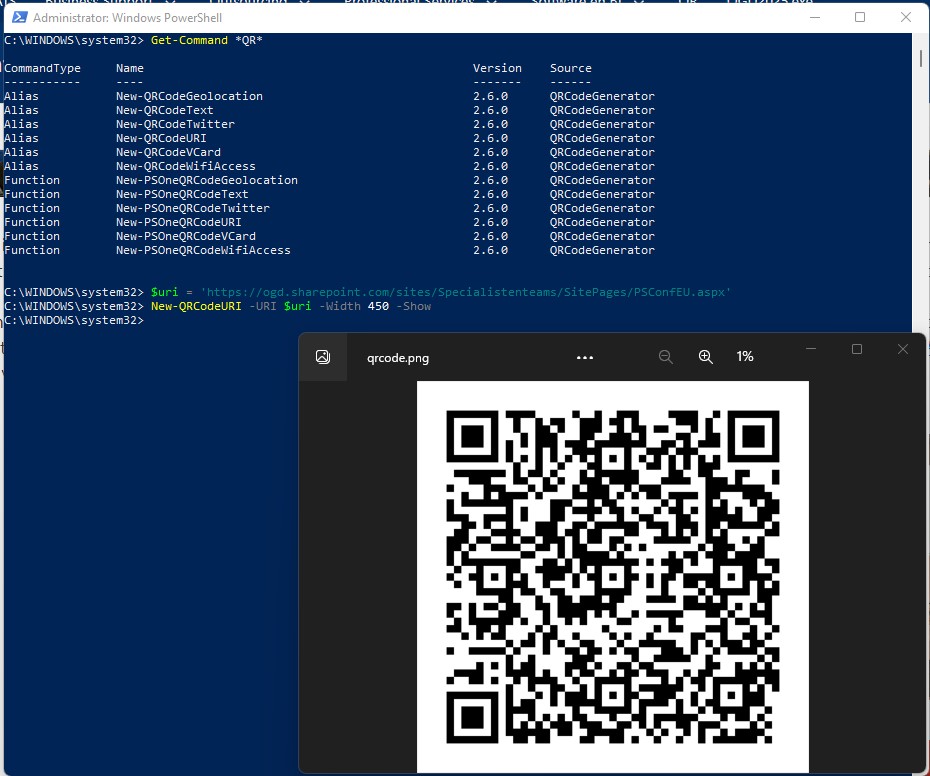 Administrator: Windows PowerShell
C:\WINDOWS\system32> Get-Command *QR*
CommandType Name Version Source
----------- ---- ------- ------
Alias New-QRCodeGeolocation 2.6.0 QRCodeGenerator
Alias New-QRCodeText 2.6.0 QRCodeGenerator
Alias New-QRCodeTwitter 2.6.0 QRCodeGenerator
Alias New-QRCodeURI 2.6.0 QRCodeGenerator
Alias New-QRCodeVCard 2.6.0 QRCodeGenerator
Alias New-QRCodeWifiAccess 2.6.0 QRCodeGenerator
Function New-PSOneQRCodeGeolocation 2.6.0 QRCodeGenerator
Function New-PSOneQRCodeText 2.6.0 QRCodeGenerator
Function New-PSOneQRCodeTwitter 2.6.0 QRCodeGenerator
Function New-PSOneQRCodeURI 2.6.0 QRCodeGenerator
Function New-PSOneQRCodeVCard 2.6.0 QRCodeGenerator
Function New-PSOneQRCodeWifiAccess 2.6.0 QRCodeGenerator
C:\WINDOWS\system32> $uri = 'https://ogd.sharepoint.com/sites/Specialistenteams/SitePages/PSConfEU.aspx'
C:\WINDOWS\system32> New-QRCodeURI -URI $uri -Width 450 -Show
C:\WINDOWS\system32>
qrcode.png ... 1%